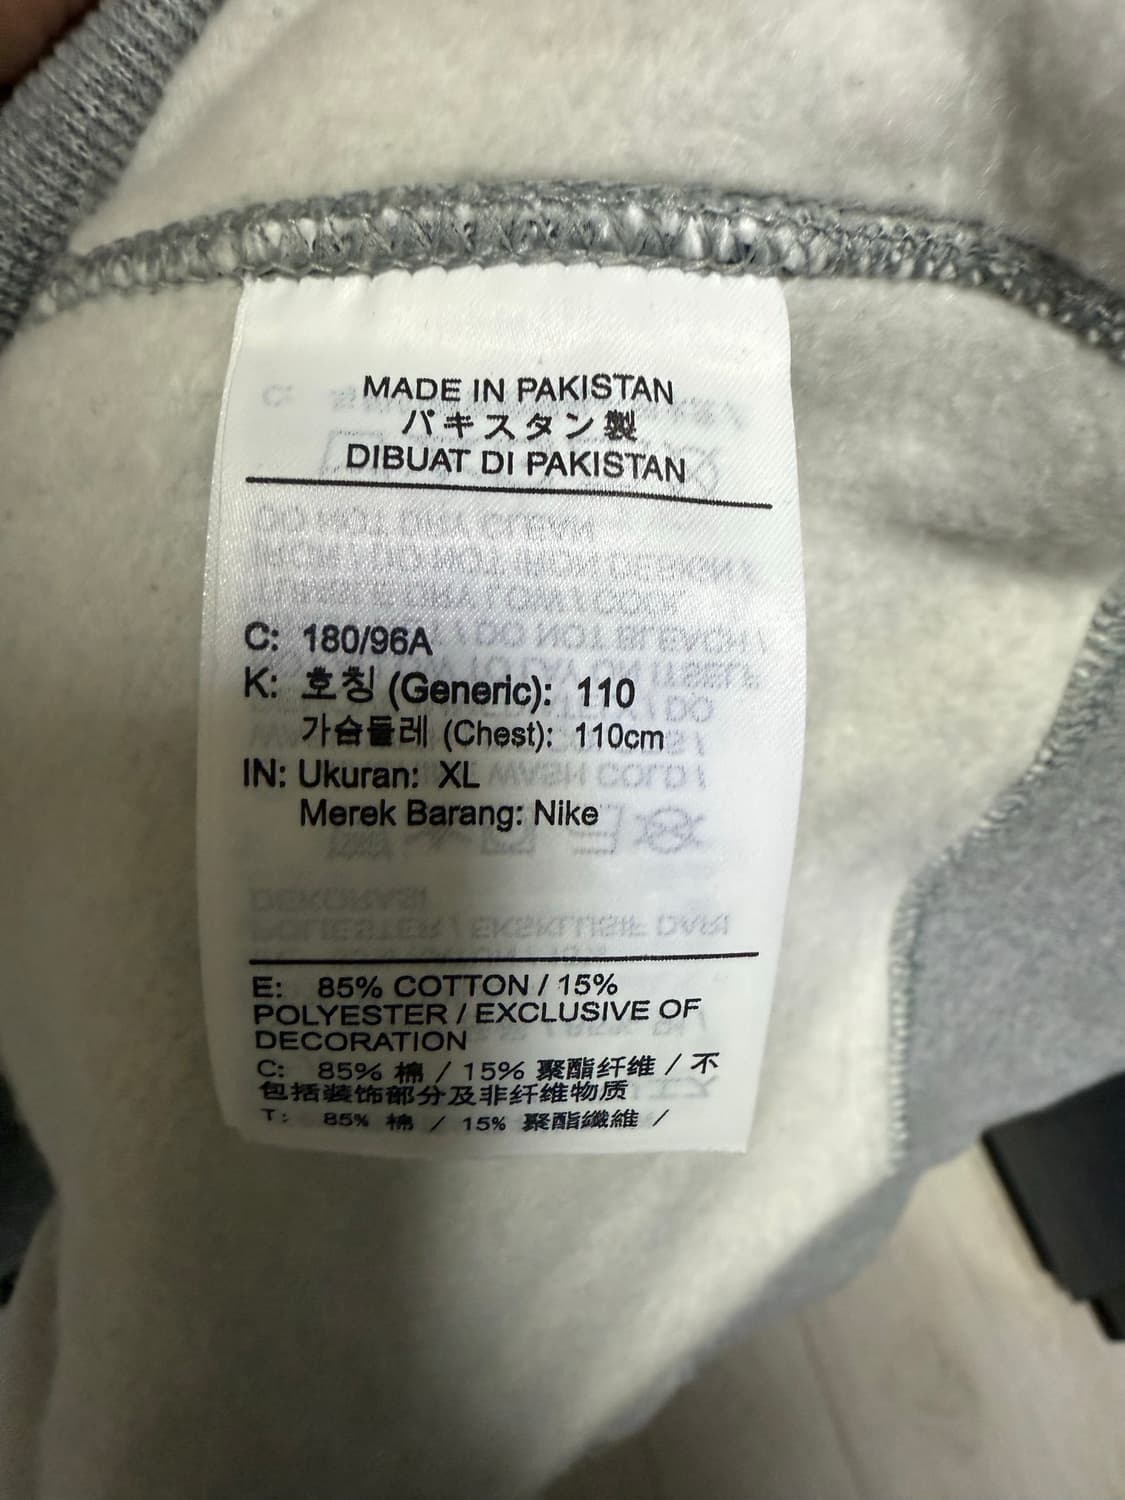 MADE IN PAKISTAN
パキスタン製
DIBUAT DI PAKISTAN
C: 180/96A
K: 호칭 (Generic): 110
가슴둘레 (Chest): 110cm
IN: Ukuran: XL
Merek Barang: Nike
E: 85% COTTON / 15%
POLYESTER / EXCLUSIVE OF
DECORATION
C: 85% 棉 / 15% 聚酯纤维 / 不
包括装饰部分及非纤维物质
T: 85% 棉 / 15% 聚酯纖維 /